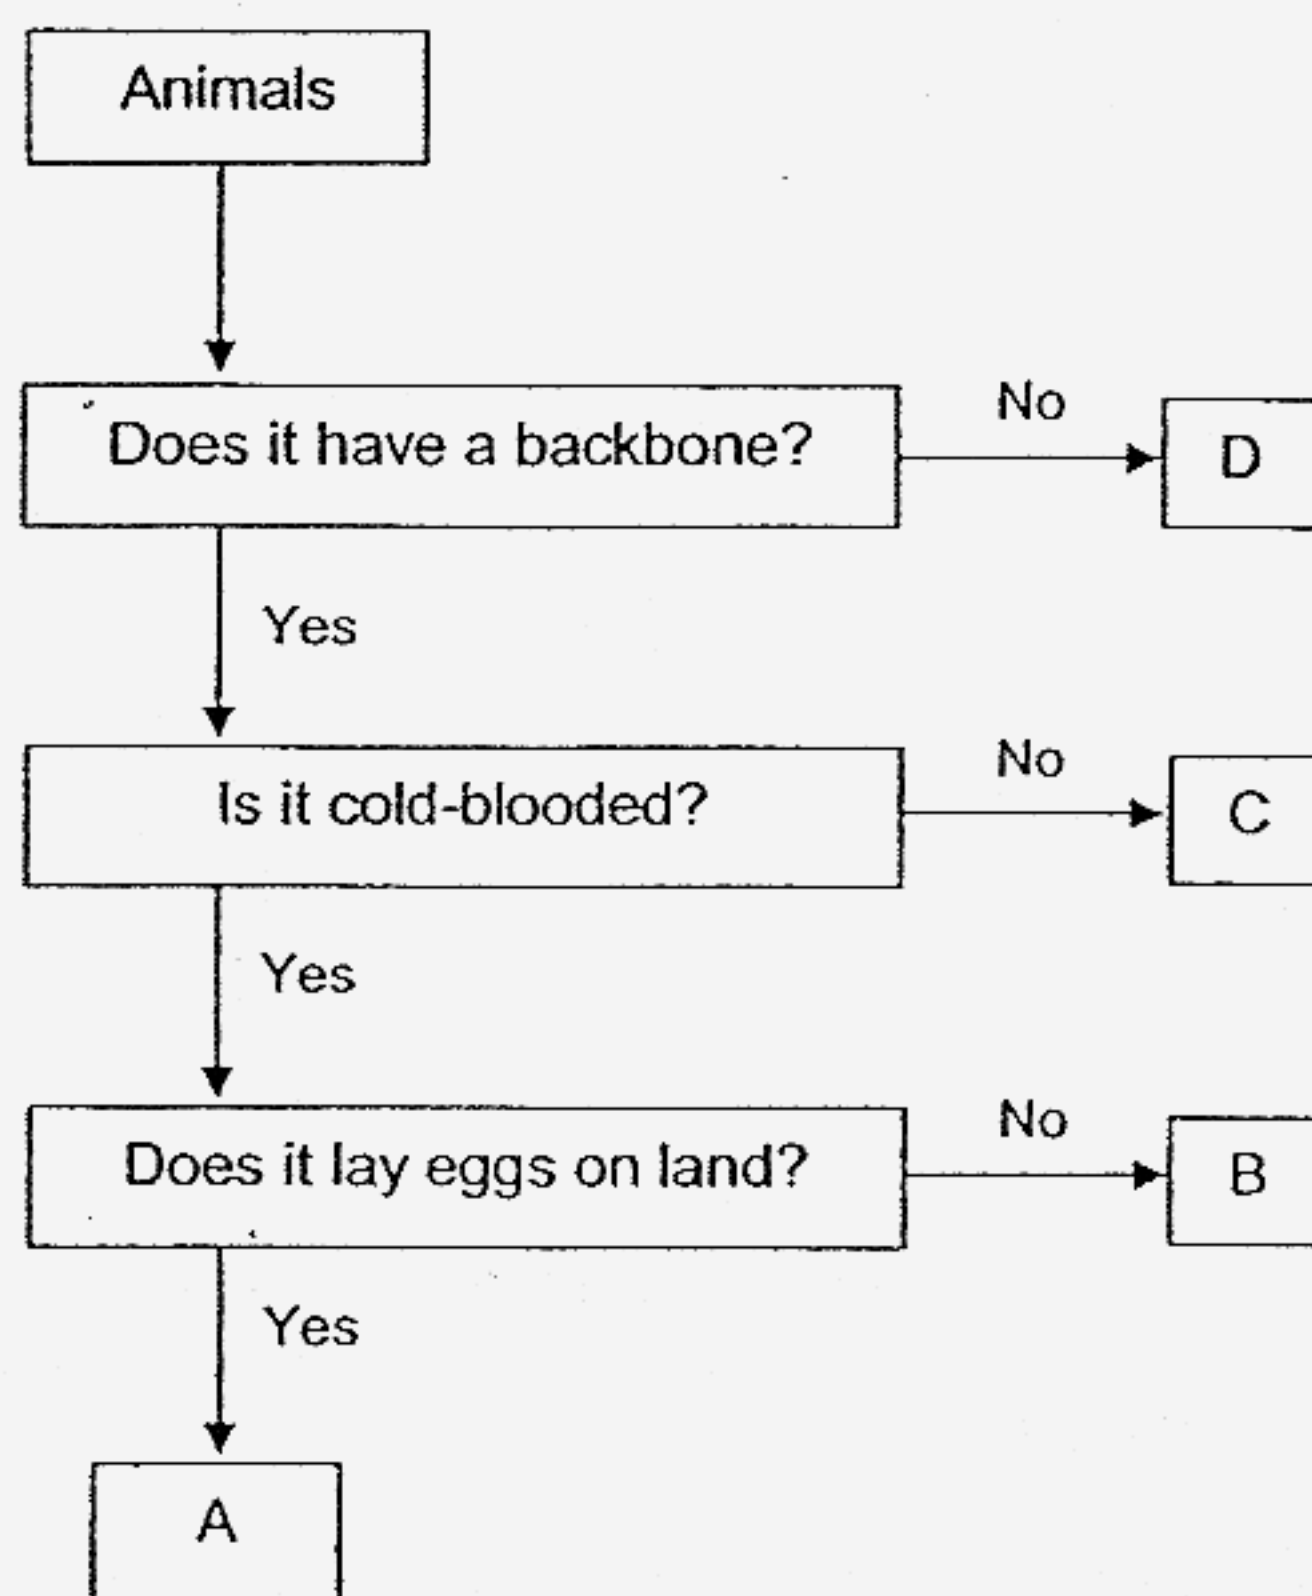 Animals
Does it have a backbone?
No
D
Yes
Is it cold-blooded?
No
C
Yes
Does it lay eggs on land?
No
B
Yes
A